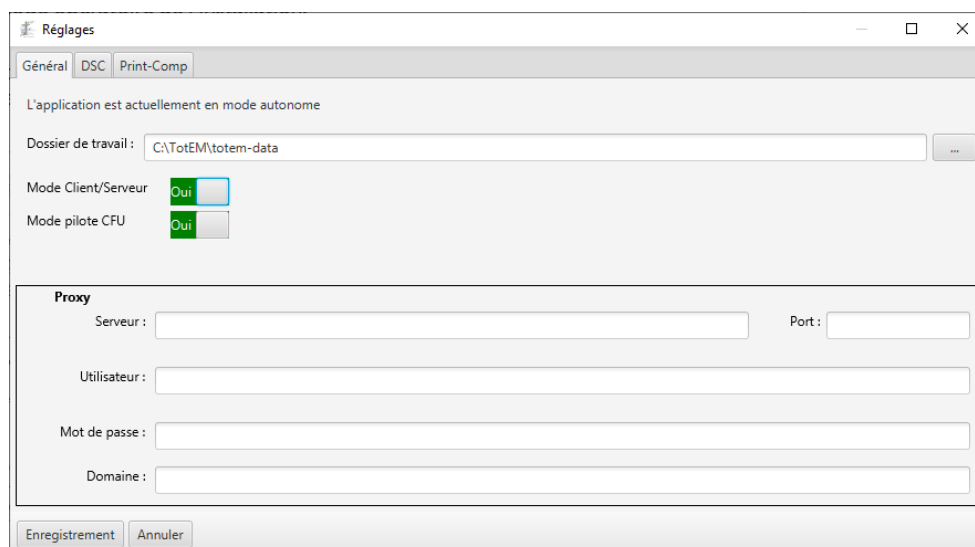 Réglages
Général DSC Print-Comp
L'application est actuellement en mode autonome
Dossier de travail : C:\TotEM\totem-data ...
Mode Client/Serveur Oui
Mode pilote CFU Oui
Proxy
Serveur : Port :
Utilisateur :
Mot de passe :
Domaine :
Enregistrement Annuler